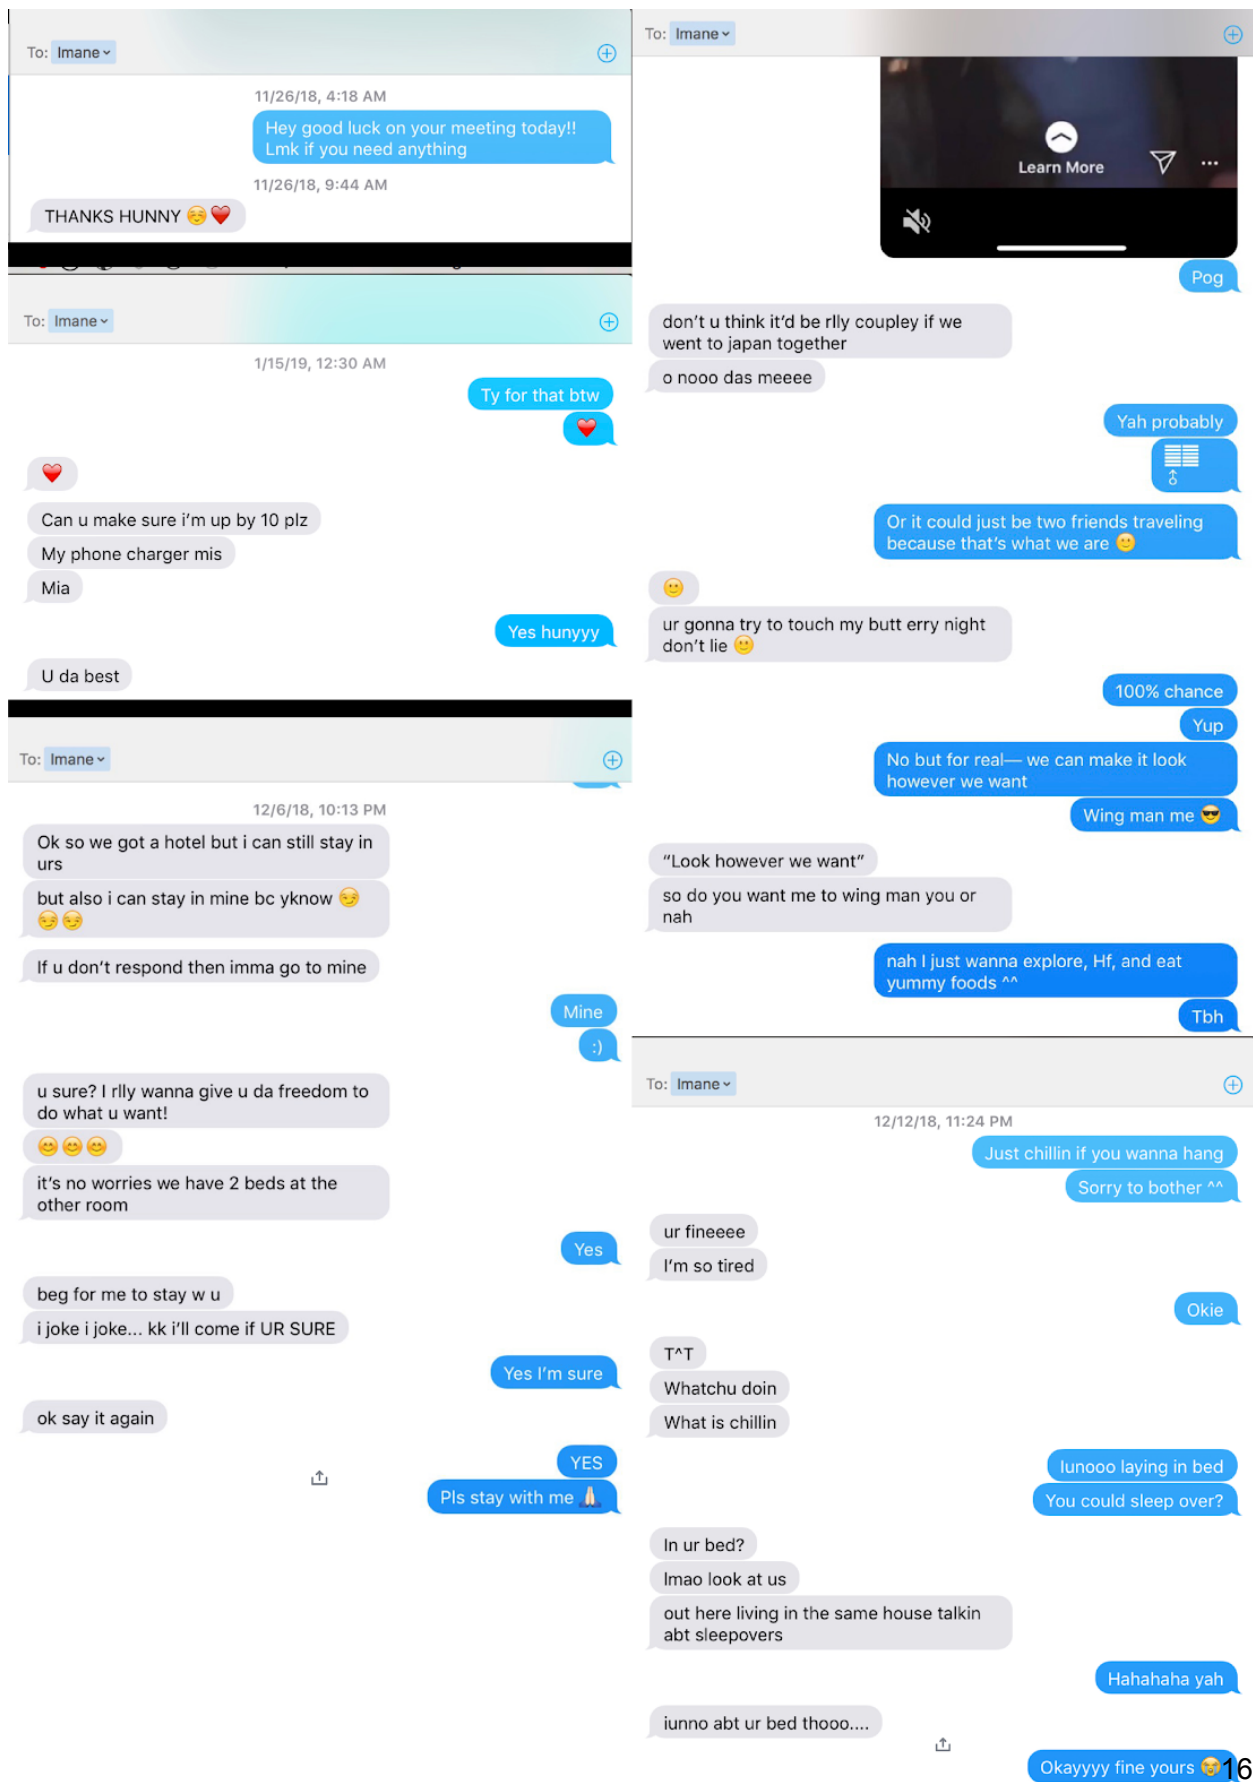 To: Imane
11/26/18, 4:18 AM
Hey good luck on your meeting today!!
Lmk if you need anything
11/26/18, 9:44 AM
THANKS HUNNY ☺️❤️
To: Imane
1/15/19, 12:30 AM
Ty for that btw
❤️
❤️
Can u make sure i'm up by 10 plz
My phone charger mis
Mia
Yes hunyyy
U da best
To: Imane
12/6/18, 10:13 PM
Ok so we got a hotel but i can still stay in
urs
but also i can stay in mine bc yknow 😏
😏😏
If u don't respond then imma go to mine
Mine
:)
u sure? I rlly wanna give u da freedom to
do what u want!
😊😊😊
it's no worries we have 2 beds at the
other room
Yes
beg for me to stay w u
i joke i joke... kk i'll come if UR SURE
Yes I'm sure
ok say it again
YES
Pls stay with me 🙏
To: Imane
Learn More
Pog
don't u think it'd be rlly coupley if we
went to japan together
o nooo das meeee
Yah probably
Or it could just be two friends traveling
because that's what we are 🙂
🙂
ur gonna try to touch my butt erry night
don't lie 🙂
100% chance
Yup
No but for real— we can make it look
however we want
Wing man me 😎
"Look however we want"
so do you want me to wing man you or
nah
nah I just wanna explore, Hf, and eat
yummy foods ^^
Tbh
To: Imane
12/12/18, 11:24 PM
Just chillin if you wanna hang
Sorry to bother ^^
ur fineeee
I'm so tired
Okie
T^T
Whatchu doin
What is chillin
Iunooo laying in bed
You could sleep over?
In ur bed?
lmao look at us
out here living in the same house talkin
abt sleepovers
Hahahaha yah
iunno abt ur bed thooo....
Okayyyy fine yours 😭
16